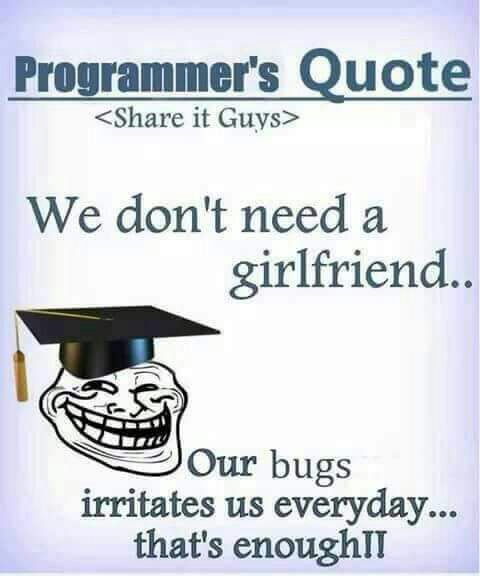 Programmer's Quote
<Share it Guys>
We don't need a
girlfriend..
Our bugs
irritates us everyday...
that's enough!!